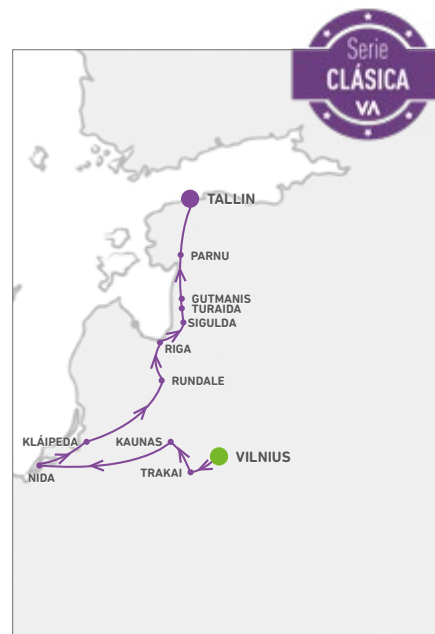 Serie
CLÁSICA
VA
TALLIN
PARNU
GUTMANIS
TURAIDA
SIGULDA
RIGA
RUNDALE
KLÁIPEDA
KAUNAS
VILNIUS
TRAKAI
NIDA